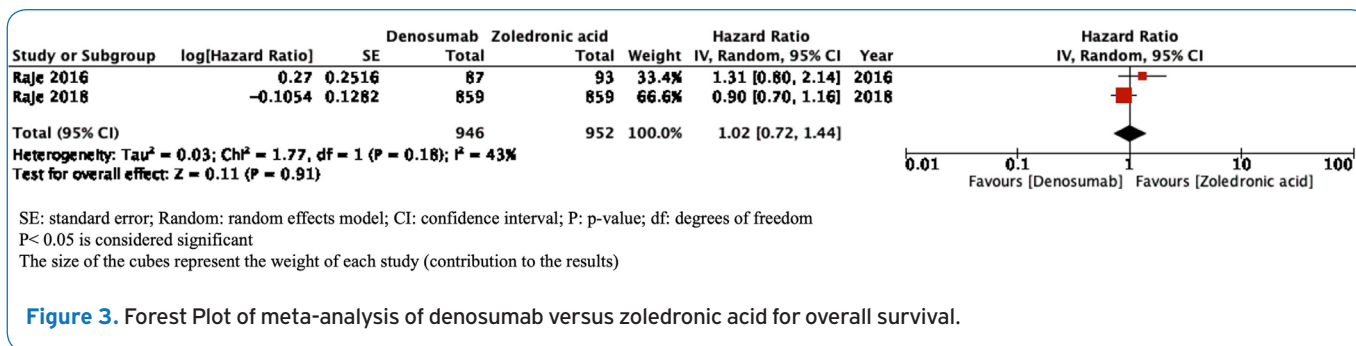 Denosumab Zoledronic acid Hazard Ratio Hazard Ratio
Study or Subgroup log[Hazard Ratio] SE Total Total Weight IV, Random, 95% CI Year IV, Random, 95% CI
Raje 2016 0.27 0.2516 87 93 33.4% 1.31 [0.80, 2.14] 2016
Raje 2018 -0.1054 0.1282 859 859 66.6% 0.90 [0.70, 1.16] 2018
Total (95% CI) 946 952 100.0% 1.02 [0.72, 1.44]
Heterogeneity: Tau² = 0.03; Chi² = 1.77, df = 1 (P = 0.18); I² = 43%
Test for overall effect: Z = 0.11 (P = 0.91)
0.01 0.1 1 10 100
Favours [Denosumab] Favours [Zoledronic acid]
SE: standard error; Random: random effects model; CI: confidence interval; P: p-value; df: degrees of freedom
P< 0.05 is considered significant
The size of the cubes represent the weight of each study (contribution to the results)
Figure 3. Forest Plot of meta-analysis of denosumab versus zoledronic acid for overall survival.